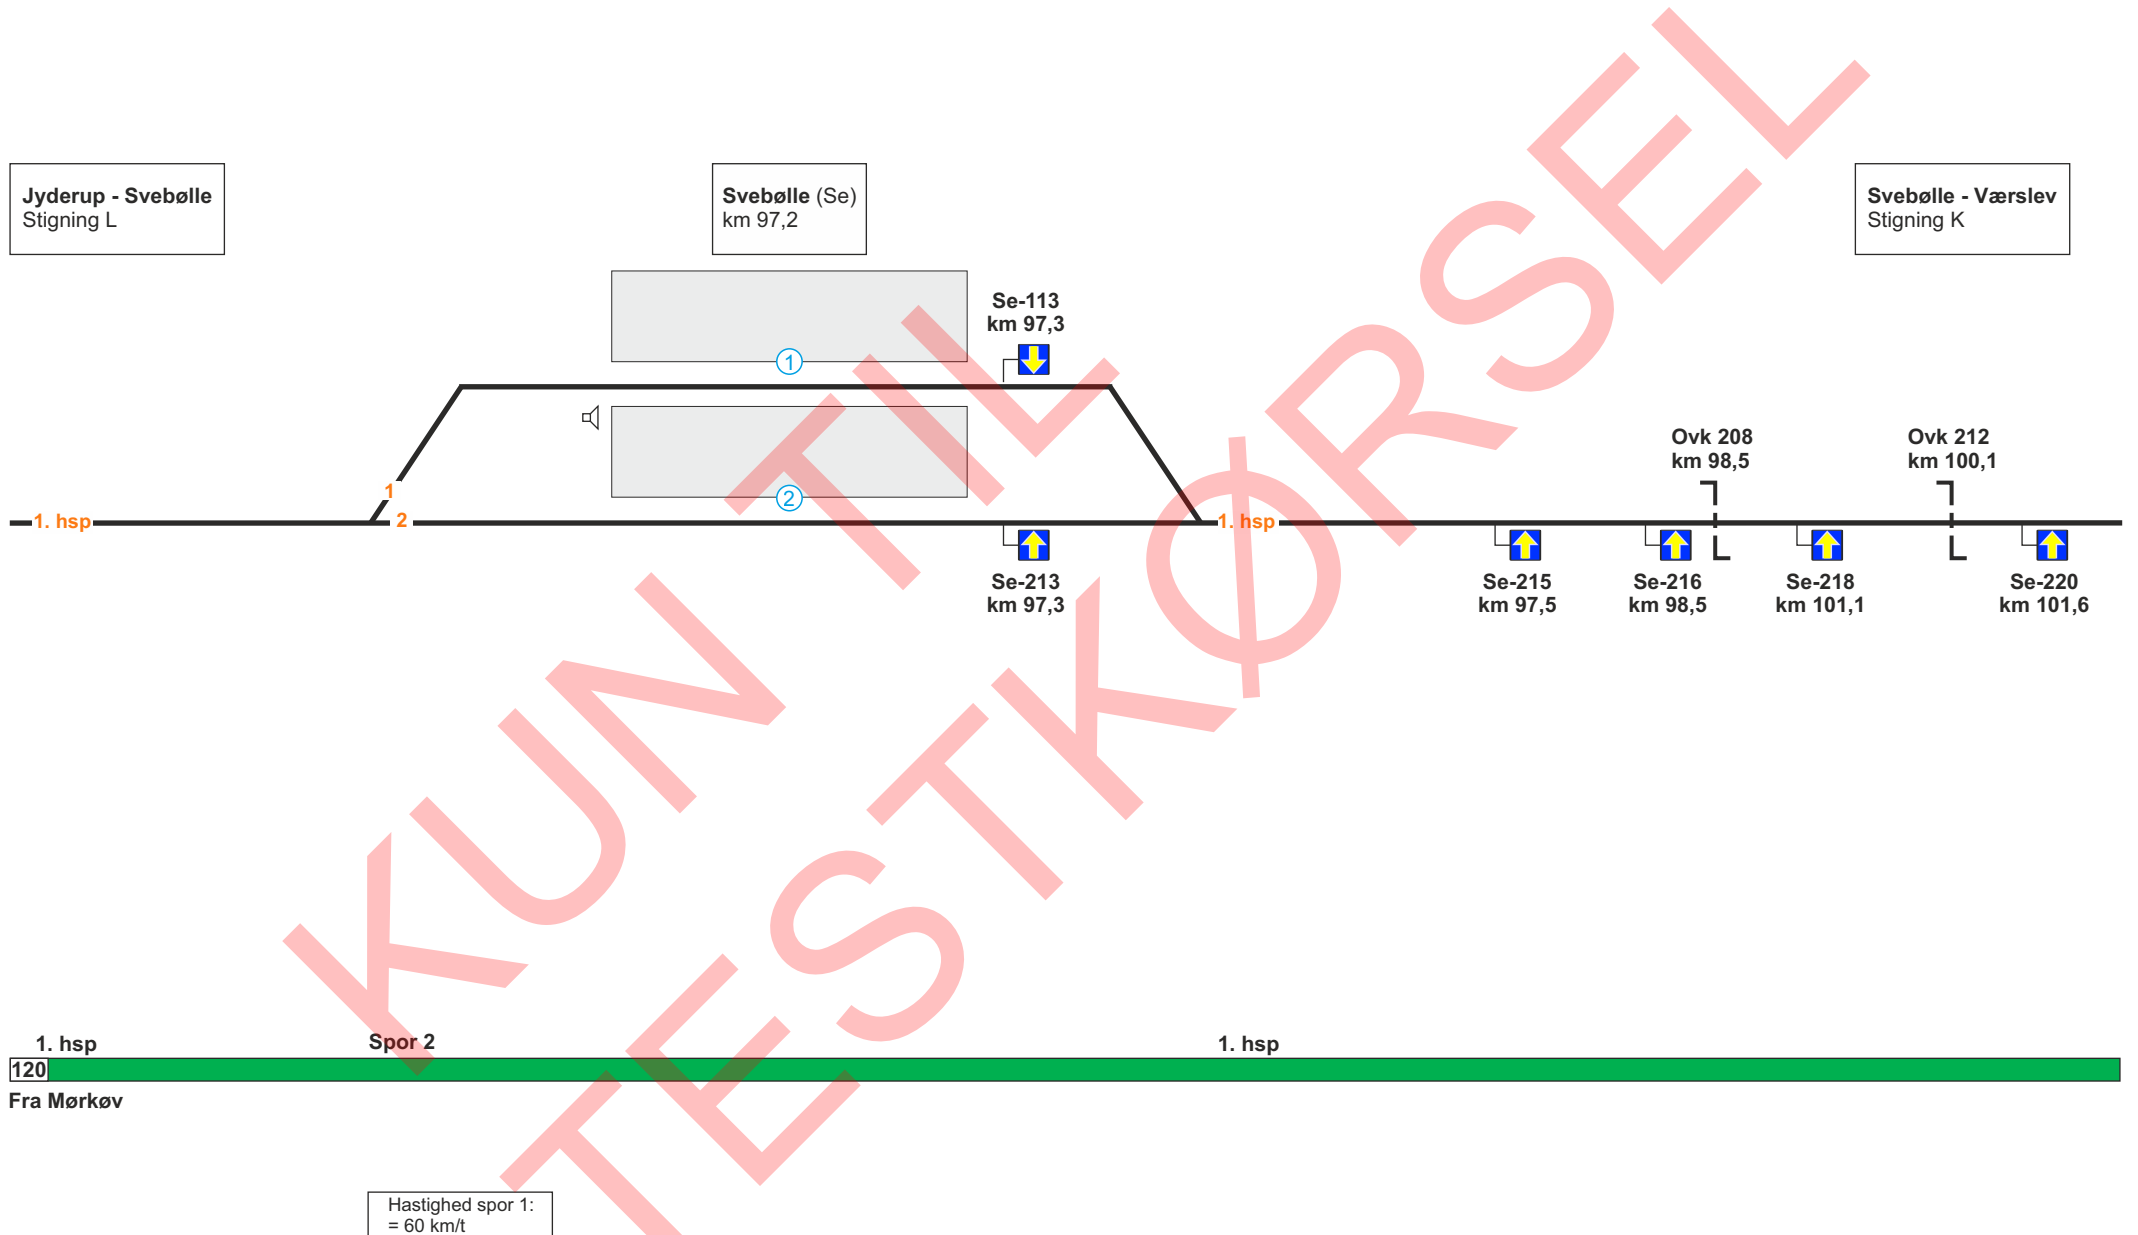 Jyderup - Svebølle
Stigning L
Svebølle (Se)
km 97,2
Svebølle - Værslev
Stigning K
Se-113
km 97,3
1
1
2
1. hsp
2
1. hsp
Ovk 208
km 98,5
Ovk 212
km 100,1
Se-213
km 97,3
Se-215
km 97,5
Se-216
km 98,5
Se-218
km 101,1
Se-220
km 101,6
KUN TIL
TESTKØRSEL
1. hsp
Spor 2
1. hsp
120
Fra Mørkøv
Hastighed spor 1:
= 60 km/t